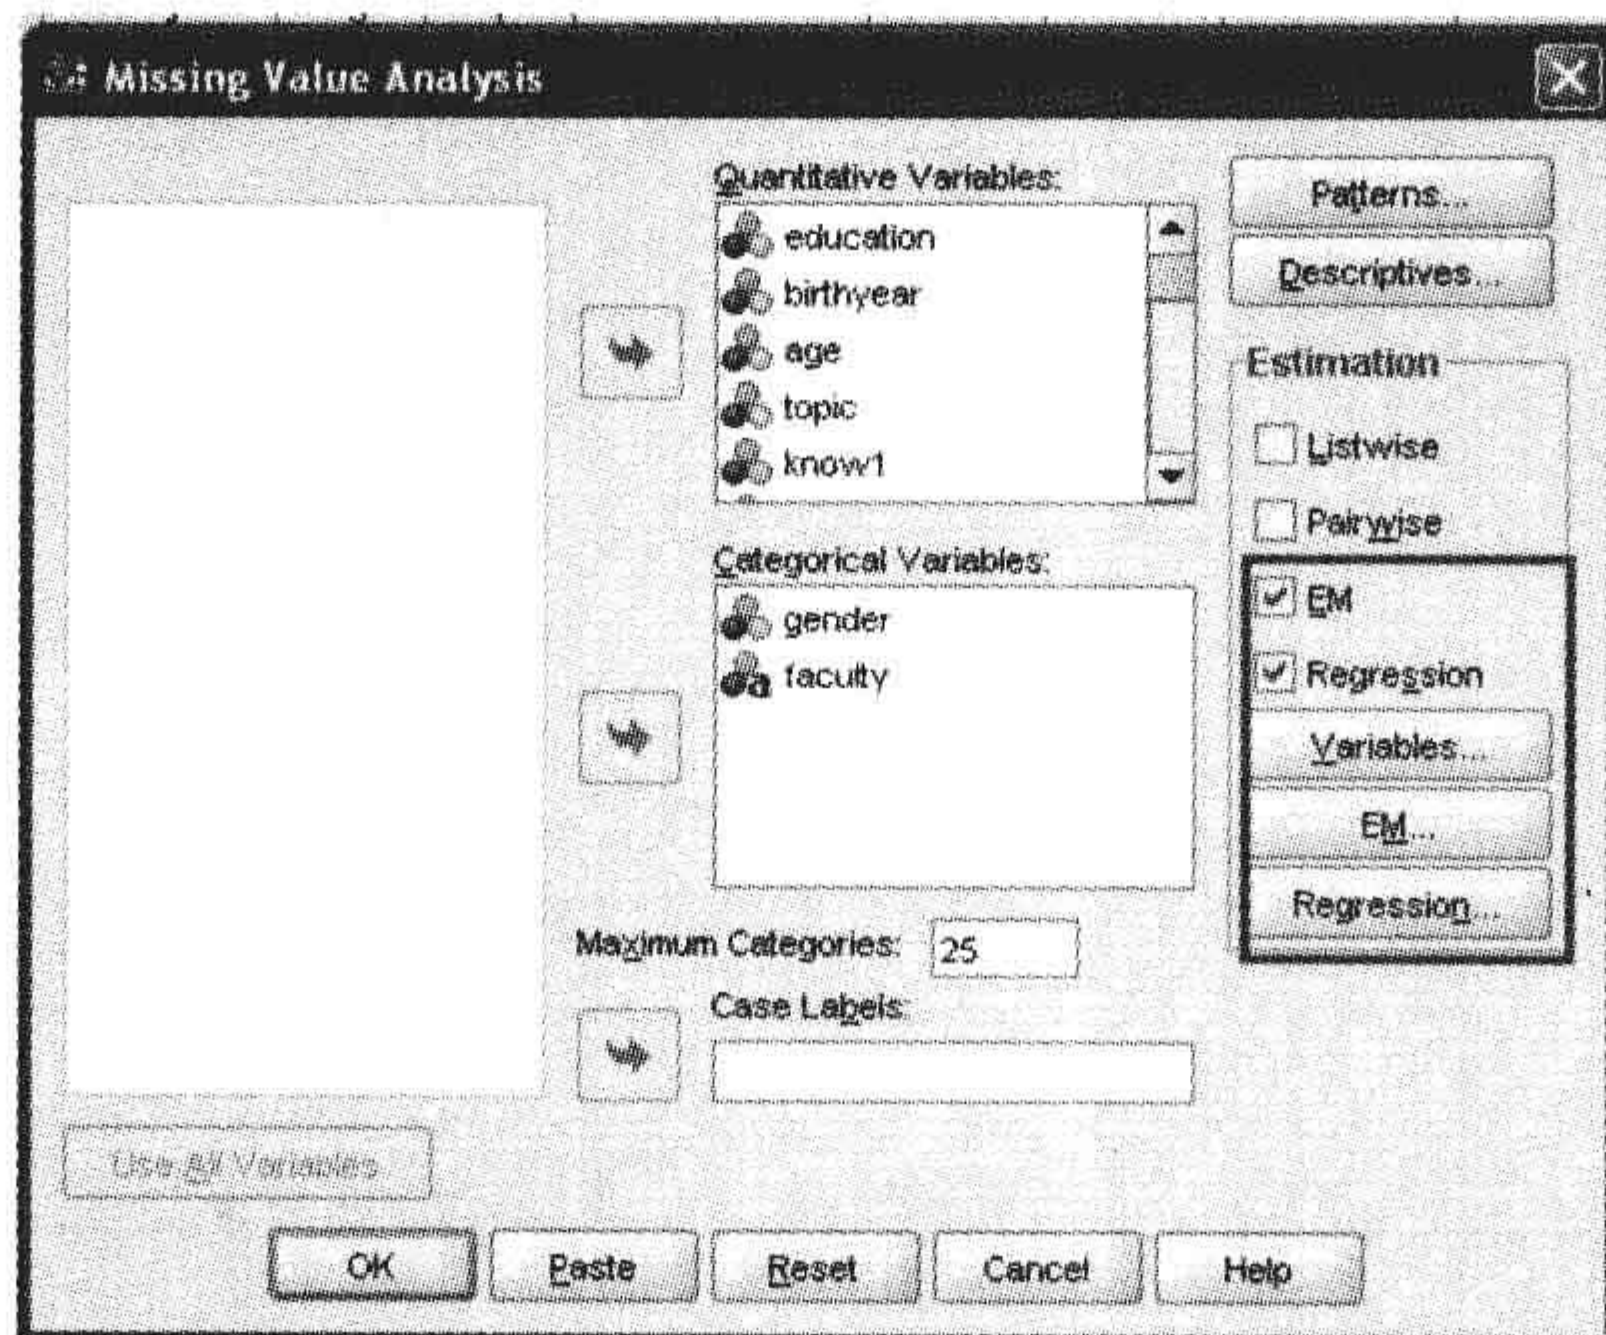 Missing Value Analysis
Quantitative Variables:
education
birthyear
age
topic
know1
Categorical Variables:
gender
faculty
Maximum Categories: 25
Case Labels:
Use All Variables
Patterns...
Descriptives...
Estimation
Listwise
Pairwise
EM
Regression
Variables...
EM...
Regression...
OK
Paste
Reset
Cancel
Help